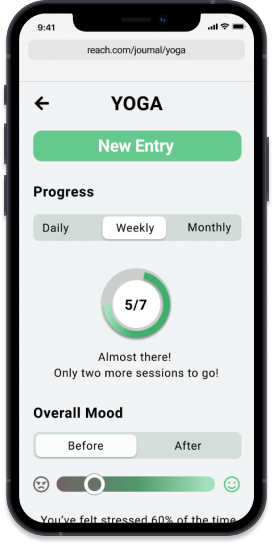 9:41
reach.com/journal/yoga
YOGA
New Entry
Progress
Daily Weekly Monthly
5/7
Almost there!
Only two more sessions to go!
Overall Mood
Before After
You've felt stressed 60% of the time